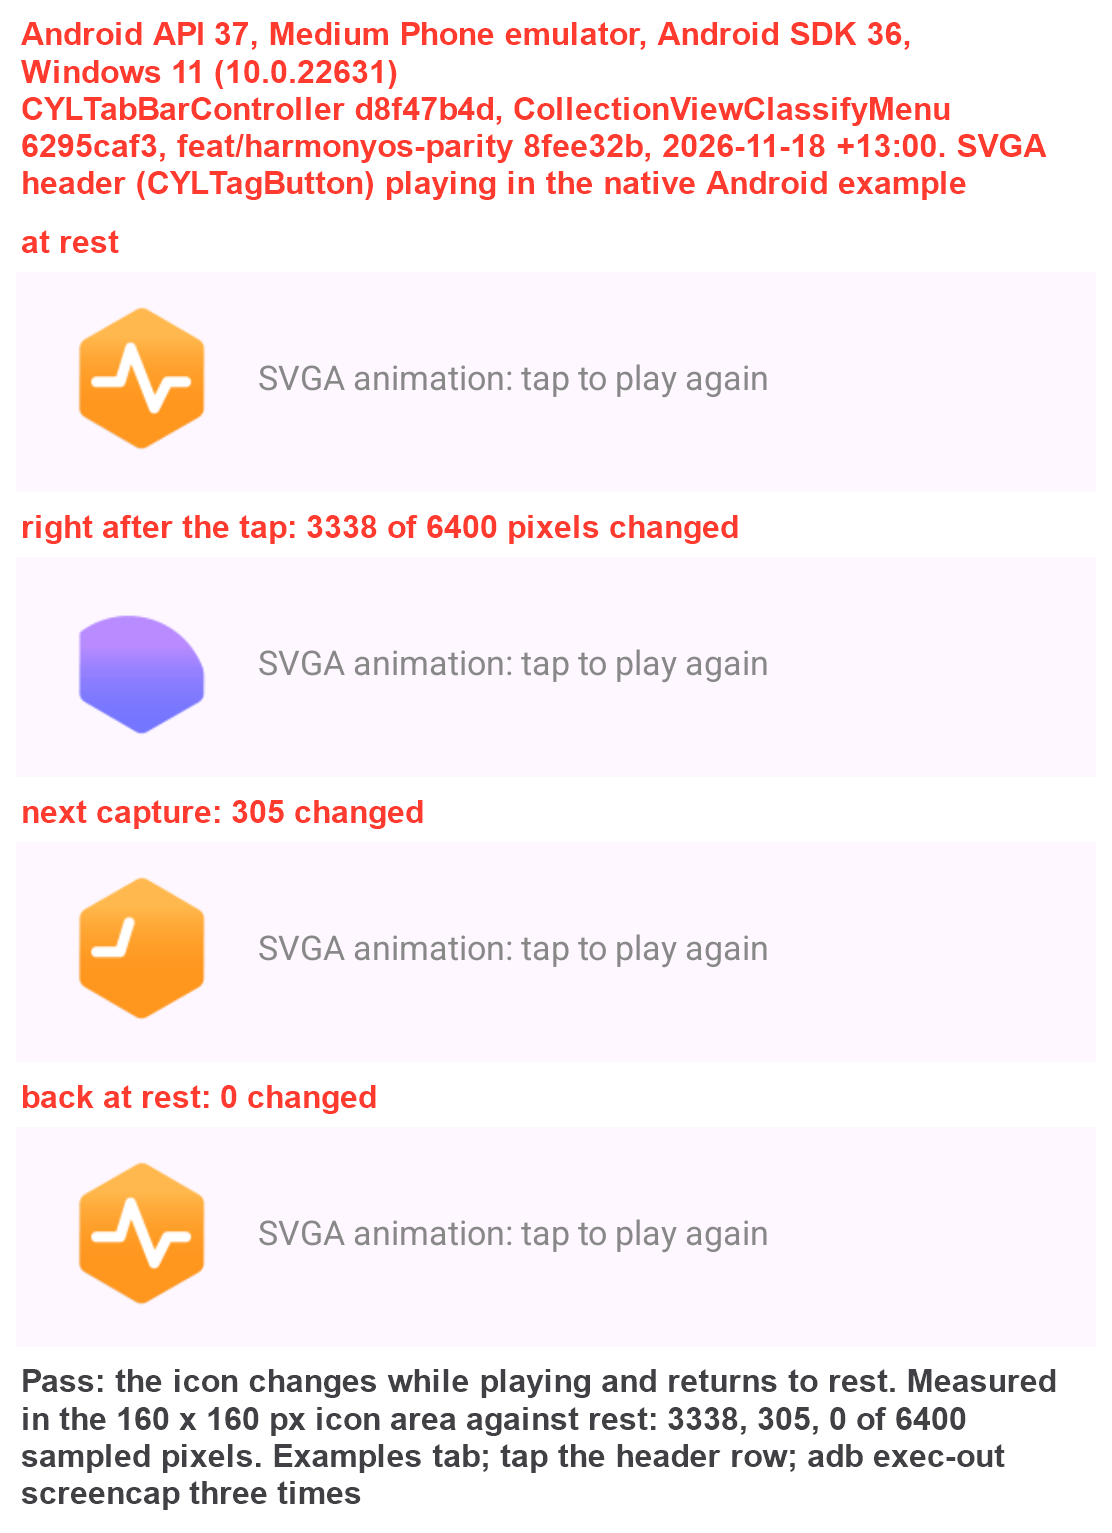 Android API 37, Medium Phone emulator, Android SDK 36,
Windows 11 (10.0.22631)
CYLTabBarController d8f47b4d, CollectionViewClassifyMenu
6295caf3, feat/harmonyos-parity 8fee32b, 2026-11-18 +13:00. SVGA
header (CYLTagButton) playing in the native Android example
at rest
SVGA animation: tap to play again
right after the tap: 3338 of 6400 pixels changed
SVGA animation: tap to play again
next capture: 305 changed
SVGA animation: tap to play again
back at rest: 0 changed
SVGA animation: tap to play again
Pass: the icon changes while playing and returns to rest. Measured
in the 160 x 160 px icon area against rest: 3338, 305, 0 of 6400
sampled pixels. Examples tab; tap the header row; adb exec-out
screencap three times